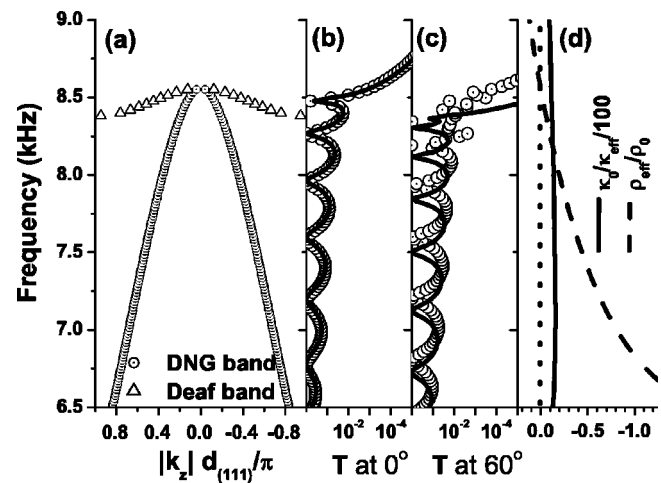 (a)
(b)
(c)
(d)
9.0
8.5
8.0
7.5
7.0
6.5
Frequency (kHz)
DNG band
Deaf band
κ₀/κeff/100
ρeff/ρ₀
0.8 0.4 0.0 -0.4 -0.8
10⁻² 10⁻⁴
10⁻² 10⁻⁴
0.0 -0.5 -1.0
|k_z| d_(111)/π
T at 0°
T at 60°